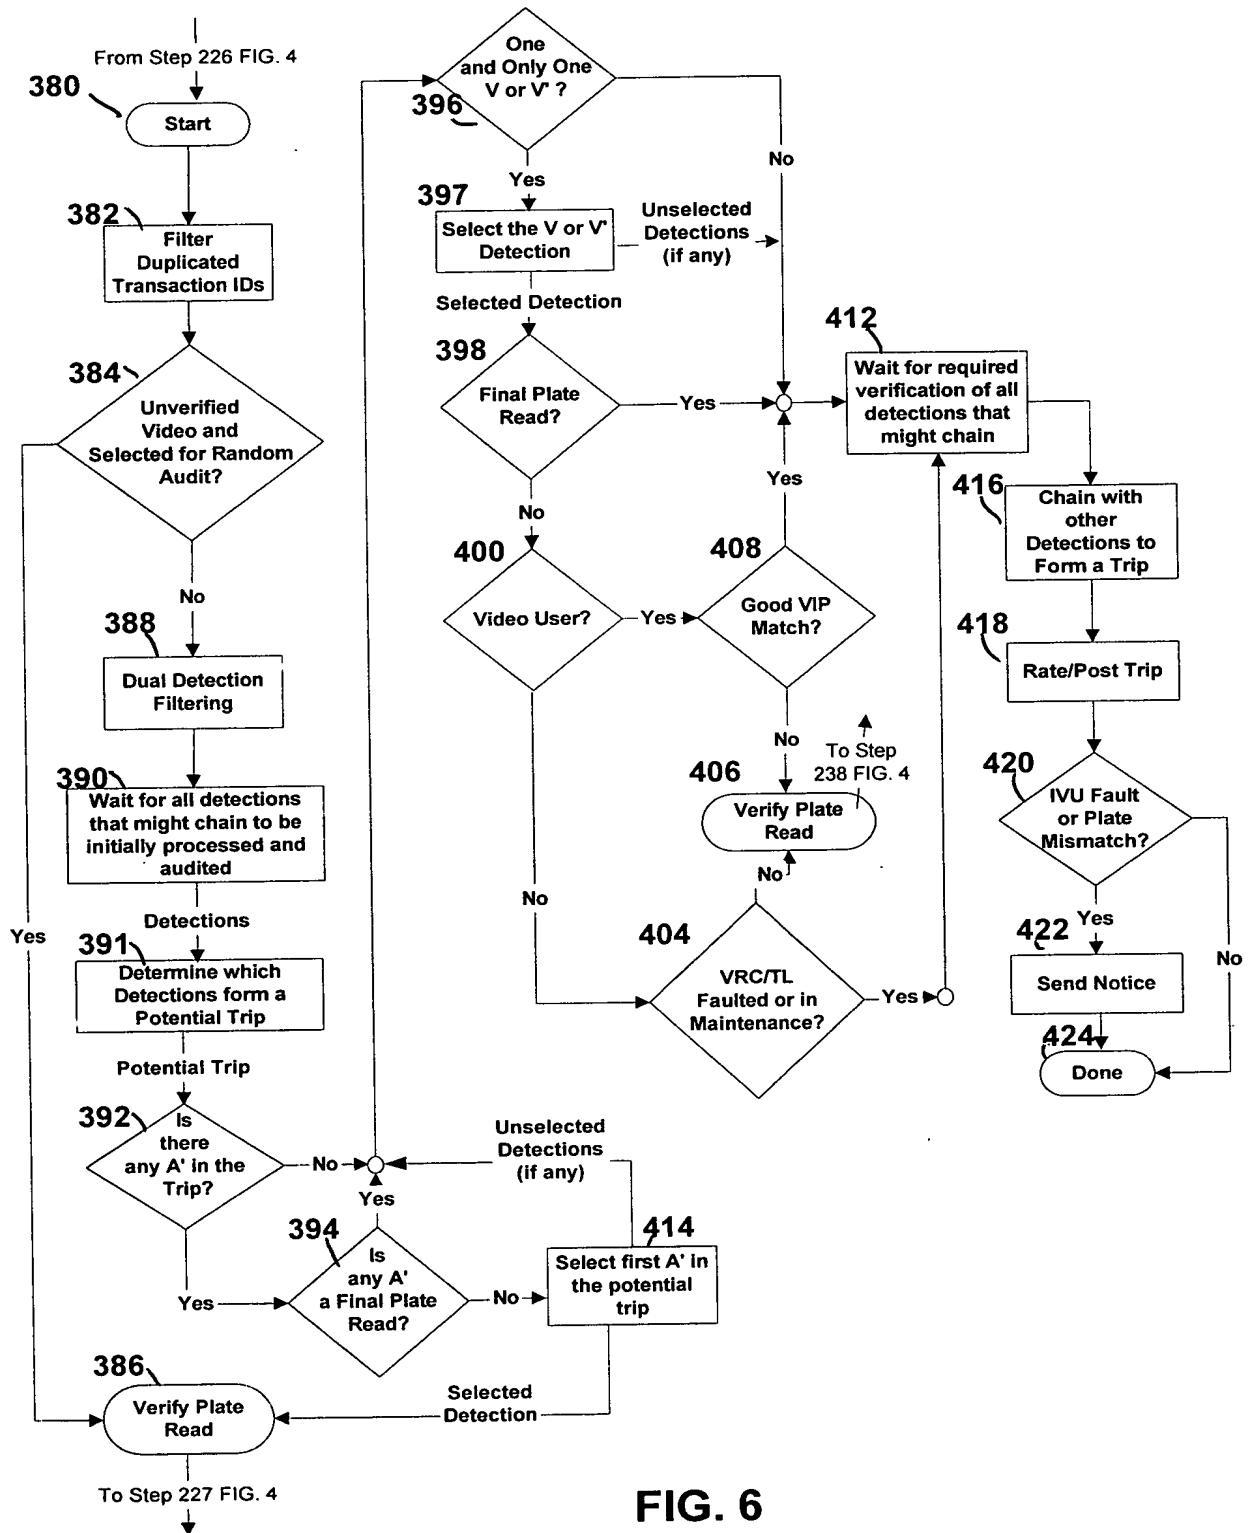 From Step 226 FIG. 4
380
Start
382
Filter
Duplicated
Transaction IDs
384
Unverified
Video and
Selected for Random
Audit?
No
Yes
388
Dual Detection
Filtering
390
Wait for all detections
that might chain to be
initially processed and
audited
Detections
391
Determine which
Detections form a
Potential Trip
Potential Trip
392
Is
there
any A' in the
Trip?
No
Yes
394
Is
any A'
a Final Plate
Read?
Yes
No
414
Select first A' in
the potential
trip
Unselected
Detections
(if any)
Selected
Detection
386
Verify Plate
Read
To Step 227 FIG. 4
One
and Only One
V or V' ?
396
No
Yes
397
Select the V or V'
Detection
Unselected
Detections
(if any)
Selected Detection
398
Final Plate
Read?
Yes
No
400
Video User?
Yes
No
408
Good VIP
Match?
Yes
No
406
Verify Plate
Read
To Step
238 FIG. 4
No
404
VRC/TL
Faulted or in
Maintenance?
Yes
412
Wait for required
verification of all
detections that
might chain
416
Chain with
other
Detections to
Form a Trip
418
Rate/Post Trip
420
IVU Fault
or Plate
Mismatch?
Yes
No
422
Send Notice
424
Done
FIG. 6